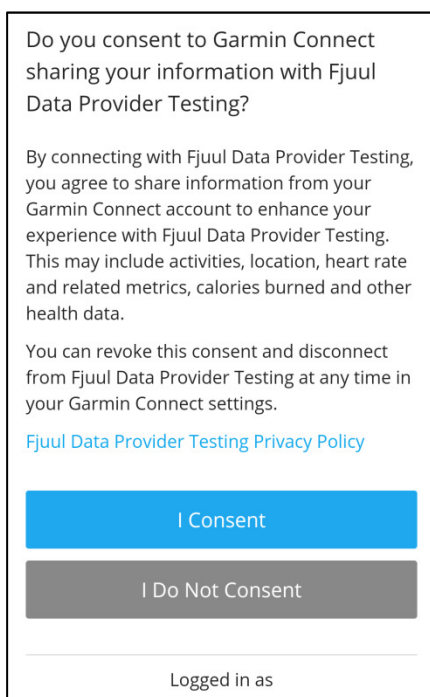 Do you consent to Garmin Connect
sharing your information with Fjuul
Data Provider Testing?
By connecting with Fjuul Data Provider Testing,
you agree to share information from your
Garmin Connect account to enhance your
experience with Fjuul Data Provider Testing.
This may include activities, location, heart rate
and related metrics, calories burned and other
health data.
You can revoke this consent and disconnect
from Fjuul Data Provider Testing at any time in
your Garmin Connect settings.
Fjuul Data Provider Testing Privacy Policy
I Consent
I Do Not Consent
Logged in as